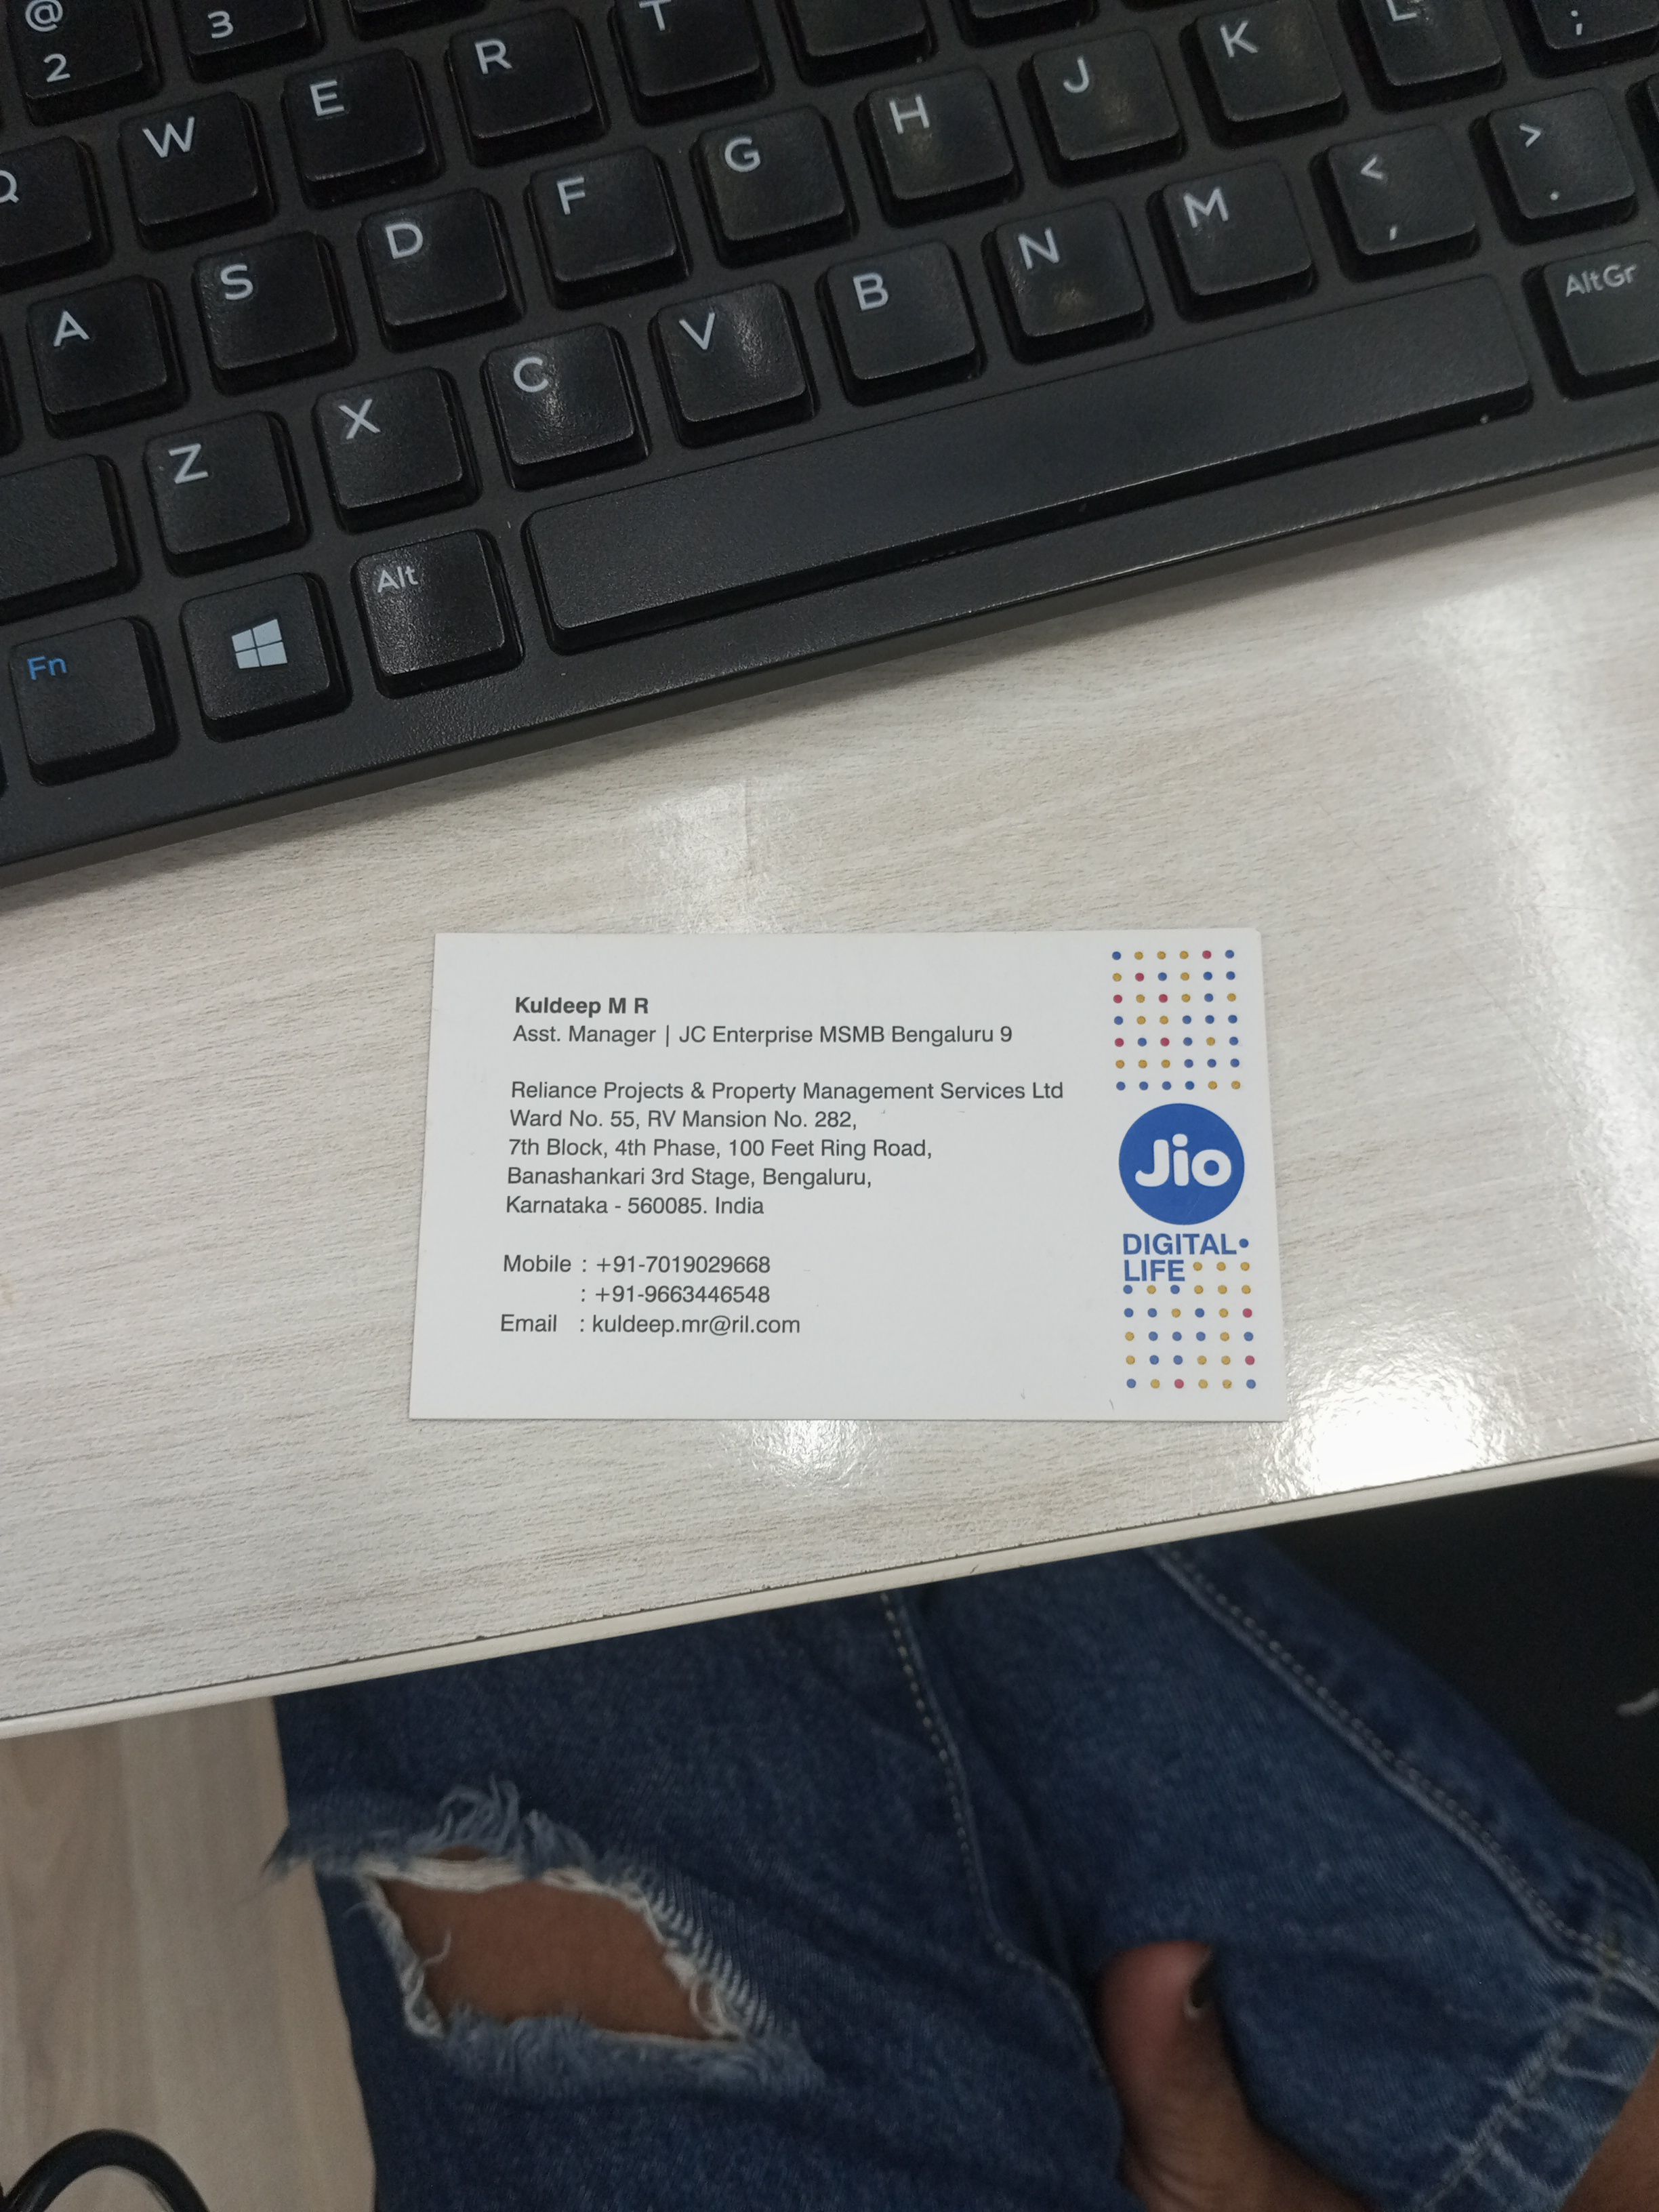 @ 3
2
Q W E R T
A S D F G H J K L ;
Z X C V B N M < , > .
Fn Alt AltGr
Kuldeep M R
Asst. Manager | JC Enterprise MSMB Bengaluru 9
Reliance Projects & Property Management Services Ltd
Ward No. 55, RV Mansion No. 282,
7th Block, 4th Phase, 100 Feet Ring Road,
Banashankari 3rd Stage, Bengaluru,
Karnataka - 560085. India
Mobile : +91-7019029668
: +91-9663446548
Email : kuldeep.mr@ril.com
Jio
DIGITAL
LIFE